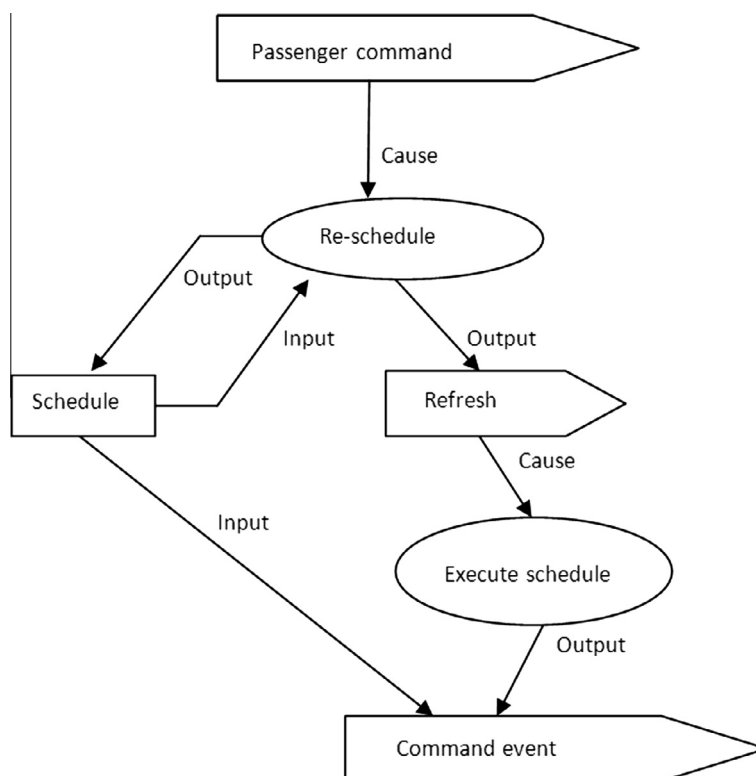 Passenger command
Cause
Re-schedule
Output
Input
Output
Schedule
Refresh
Cause
Input
Execute schedule
Output
Command event